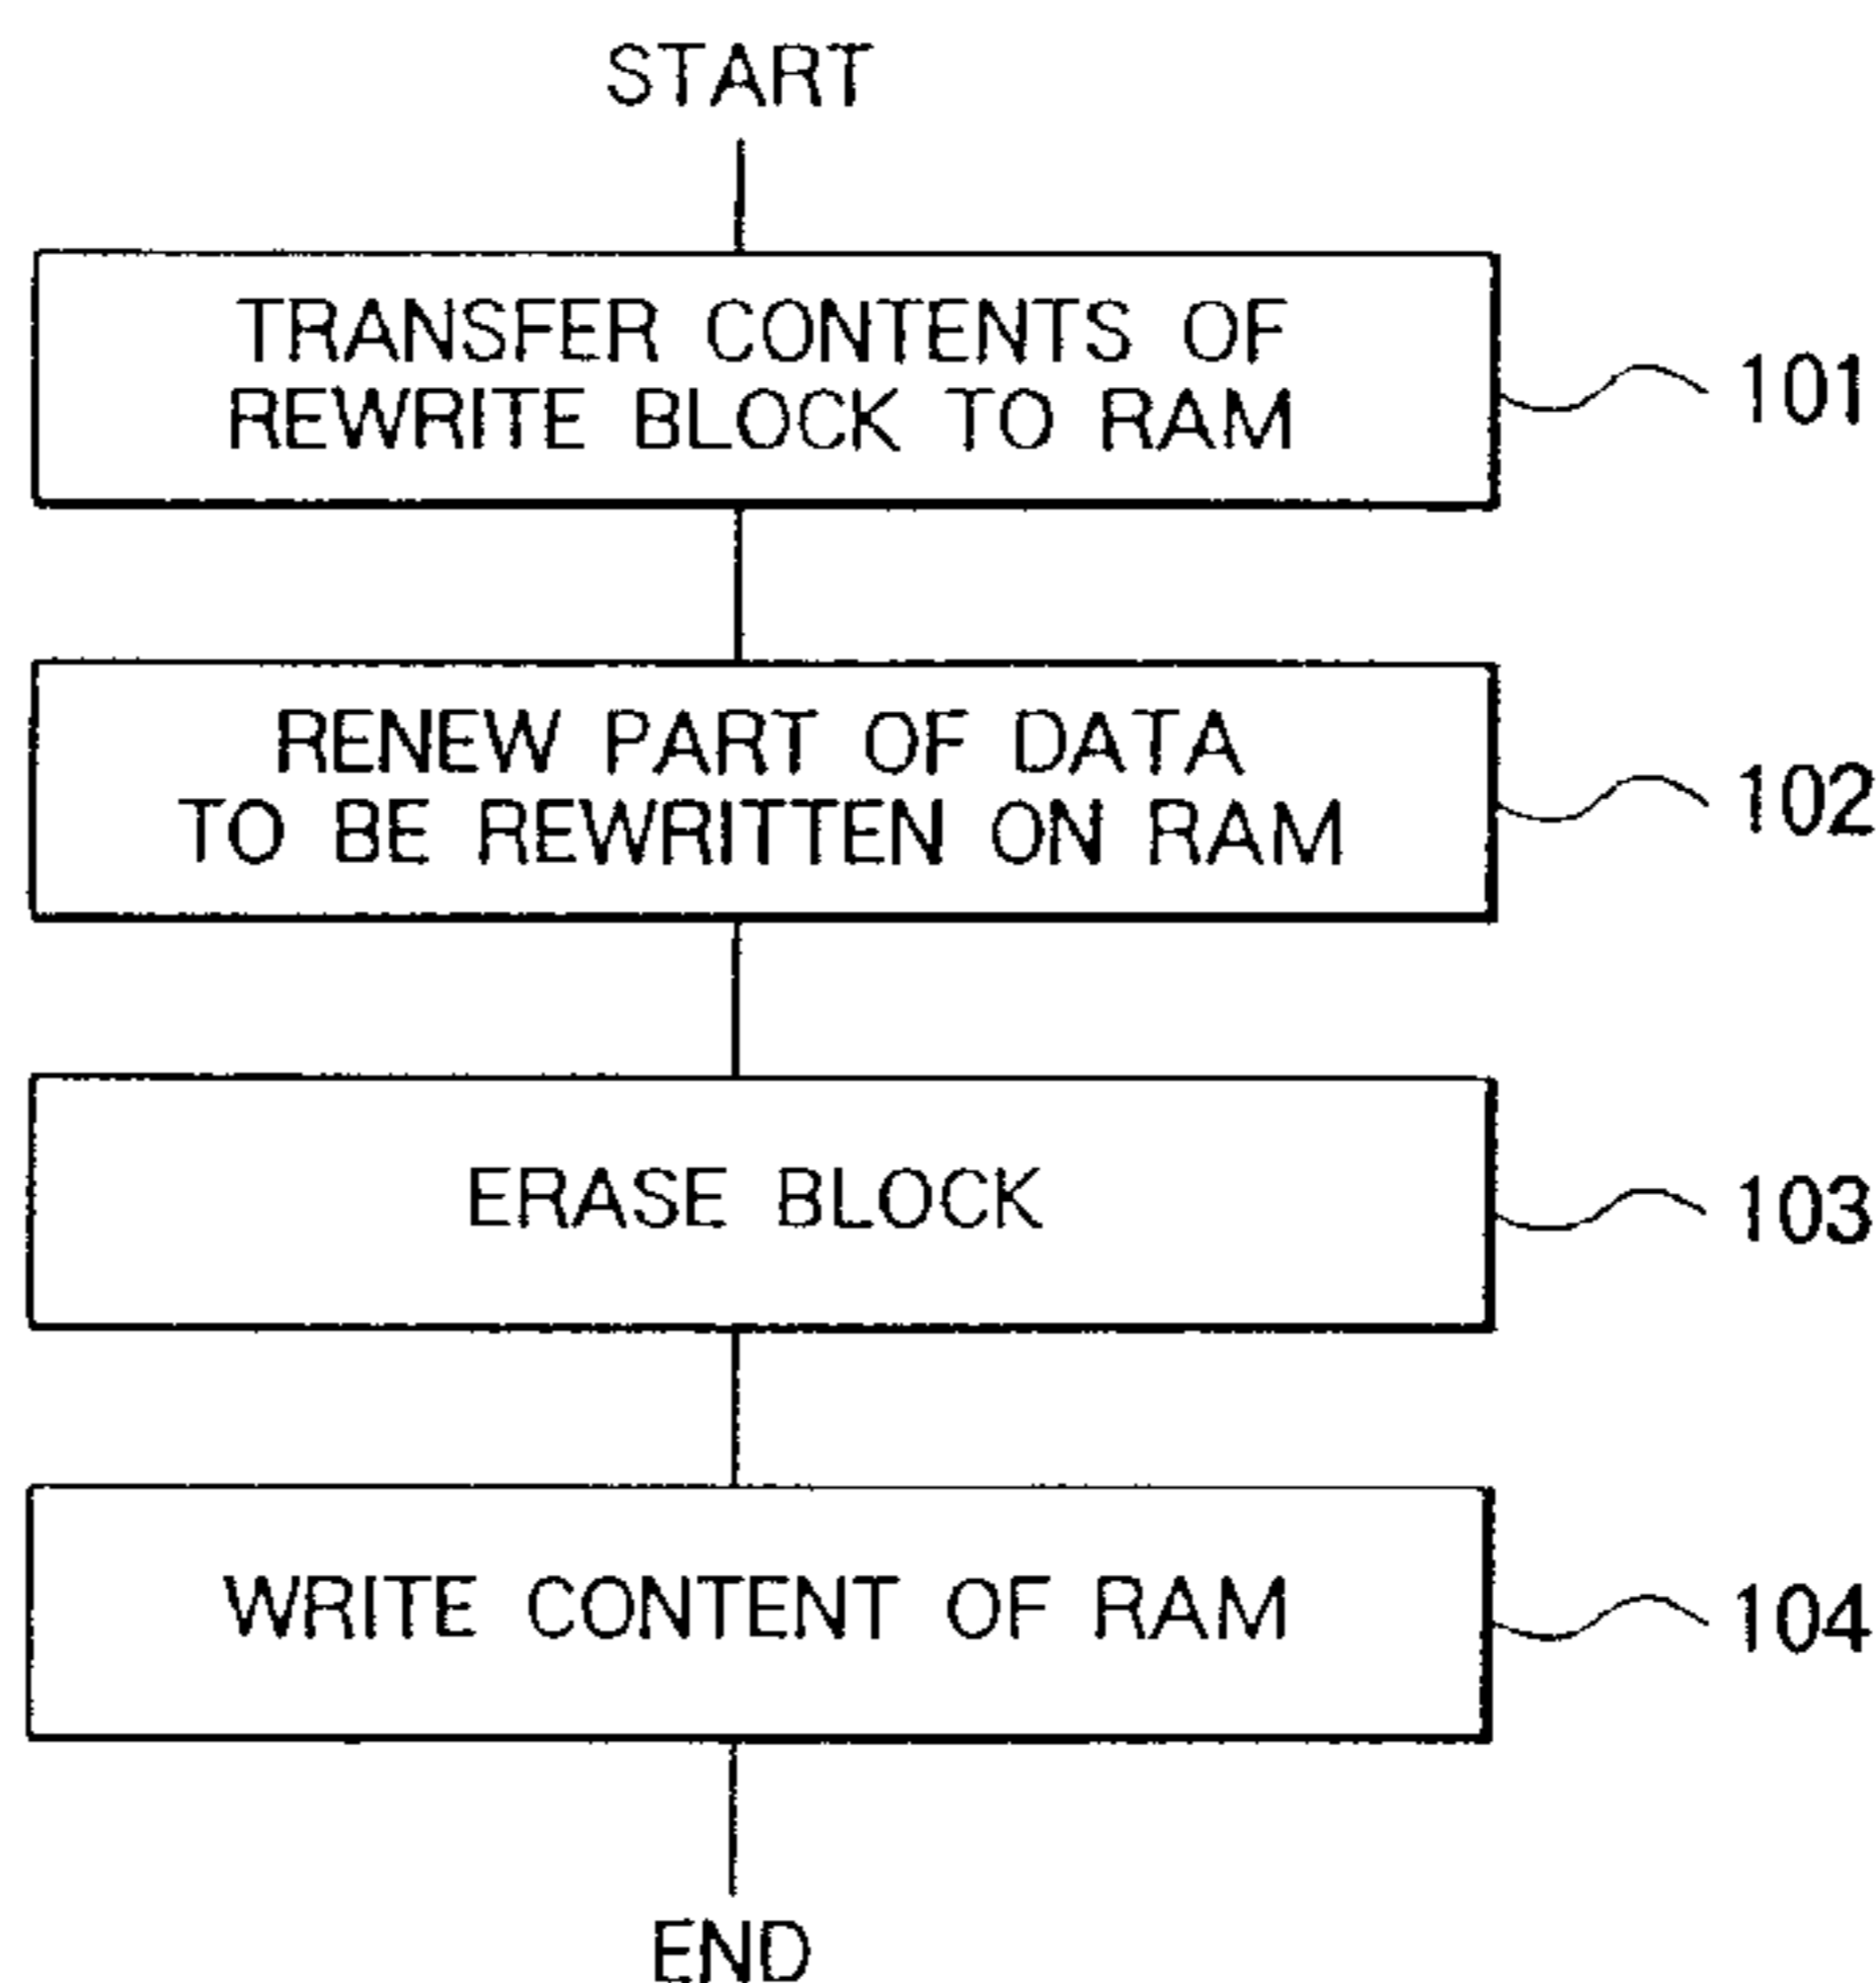 START
TRANSFER CONTENTS OF
REWRITE BLOCK TO RAM
101
RENEW PART OF DATA
TO BE REWRITTEN ON RAM
102
ERASE BLOCK
103
WRITE CONTENT OF RAM
104
END